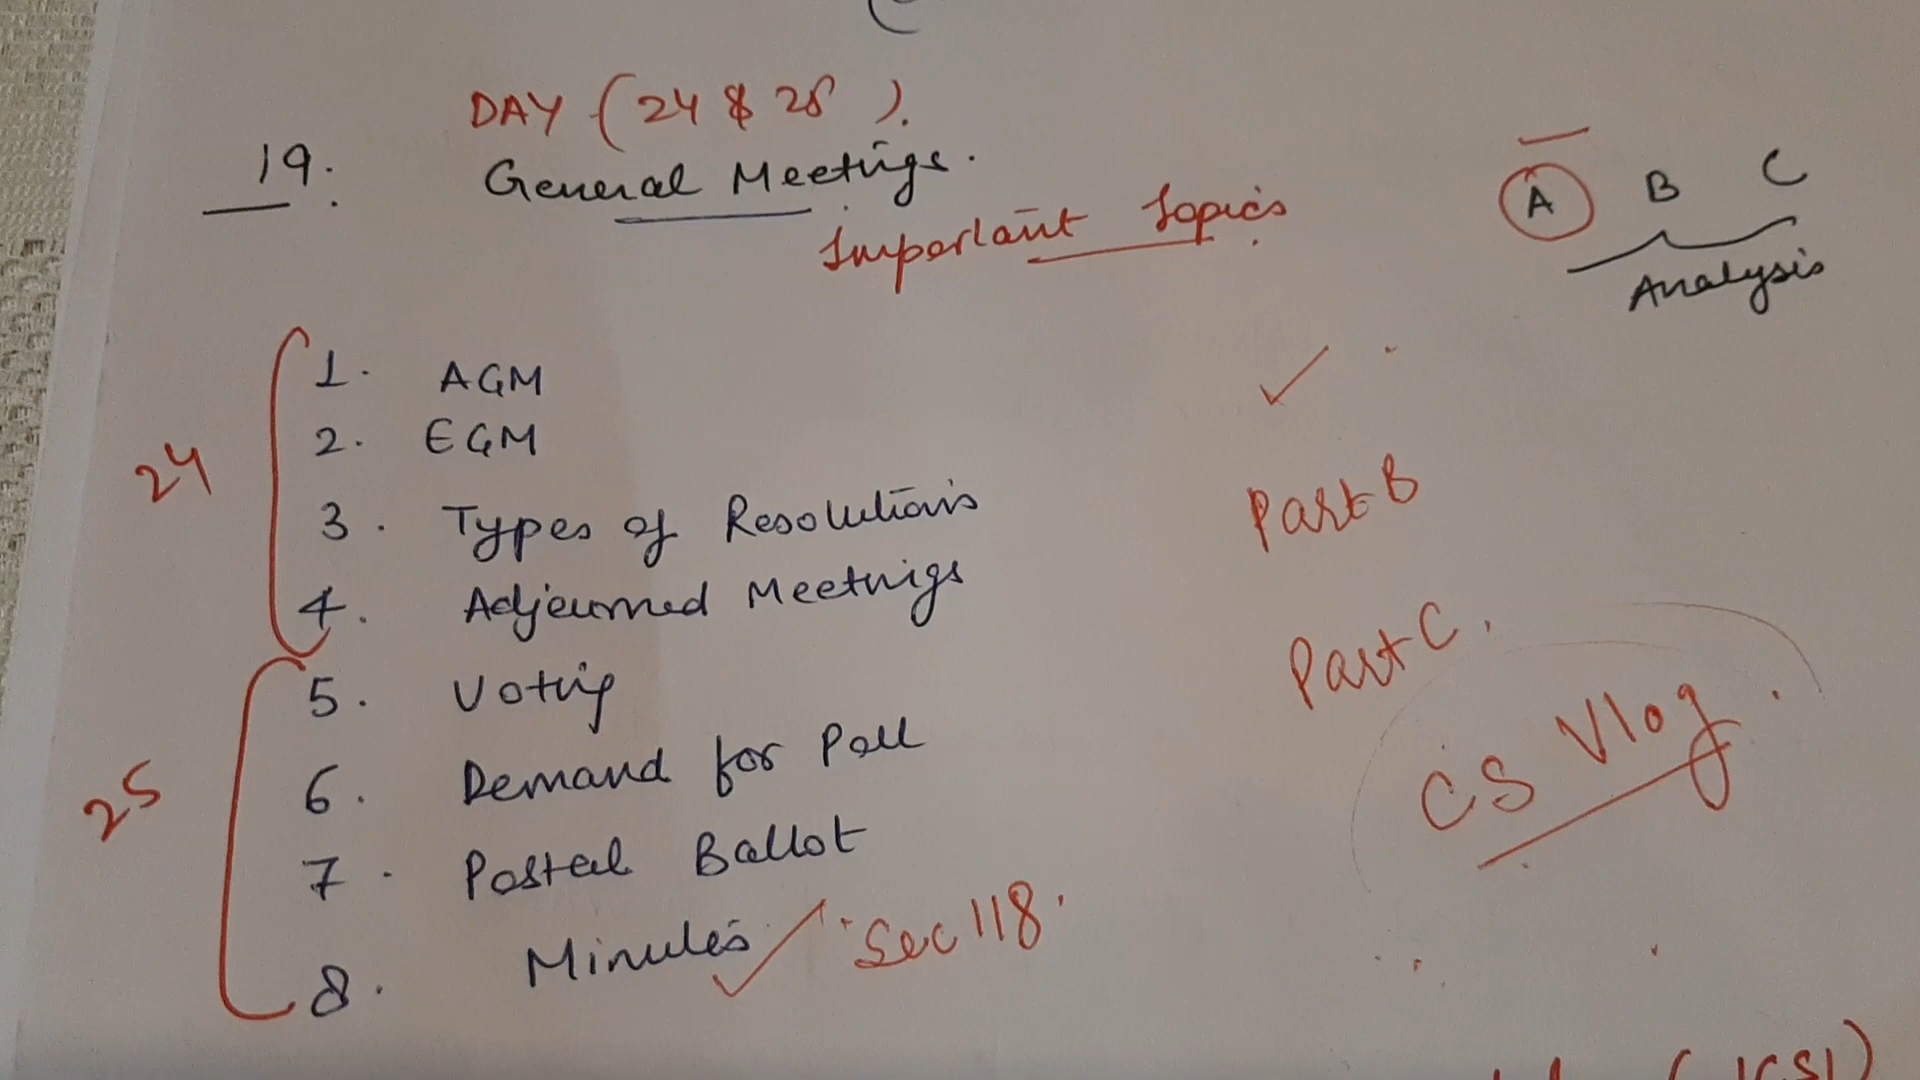 DAY (24 & 25).
19. General Meetings.
Important Topics
A B C
Analysis
24
1. AGM
2. EGM
3. Types of Resolutions
4. Adjourned Meetings
25
5. Voting
6. Demand for Poll
7. Postal Ballot
8. Minutes Sec 118.
Part B
Part C.
CS Vlog.
(ICSI)